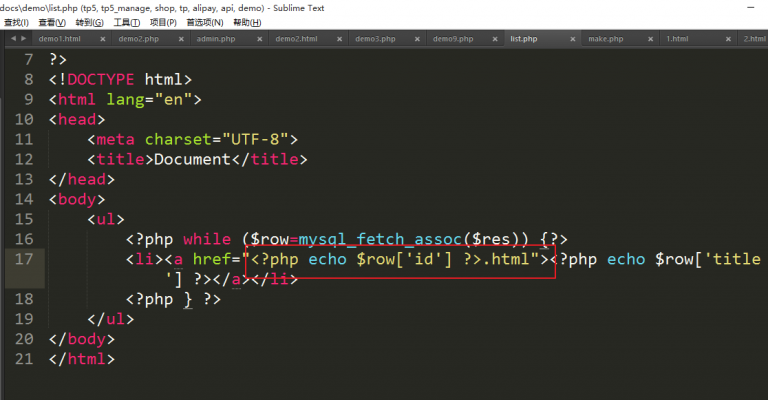 docs\demo\list.php (tp5, tp5_manage, shop, tp, alipay, api, demo) - Sublime Text
查找(I) 查看(V) 转到(G) 工具(T) 项目(P) 首选项(N) 帮助(H)
demo1.html demo2.php admin.php demo2.html demo3.php demo9.php list.php make.php 1.html 2.html
7 ?>
8 <!DOCTYPE html>
9 <html lang="en">
10 <head>
11 <meta charset="UTF-8">
12 <title>Document</title>
13 </head>
14 <body>
15 <ul>
16 <?php while ($row=mysql_fetch_assoc($res)) {?>
17 <li><a href="<?php echo $row['id'] ?>.html"><?php echo $row['title
'] ?></a></li>
18 <?php } ?>
19 </ul>
20 </body>
21 </html>